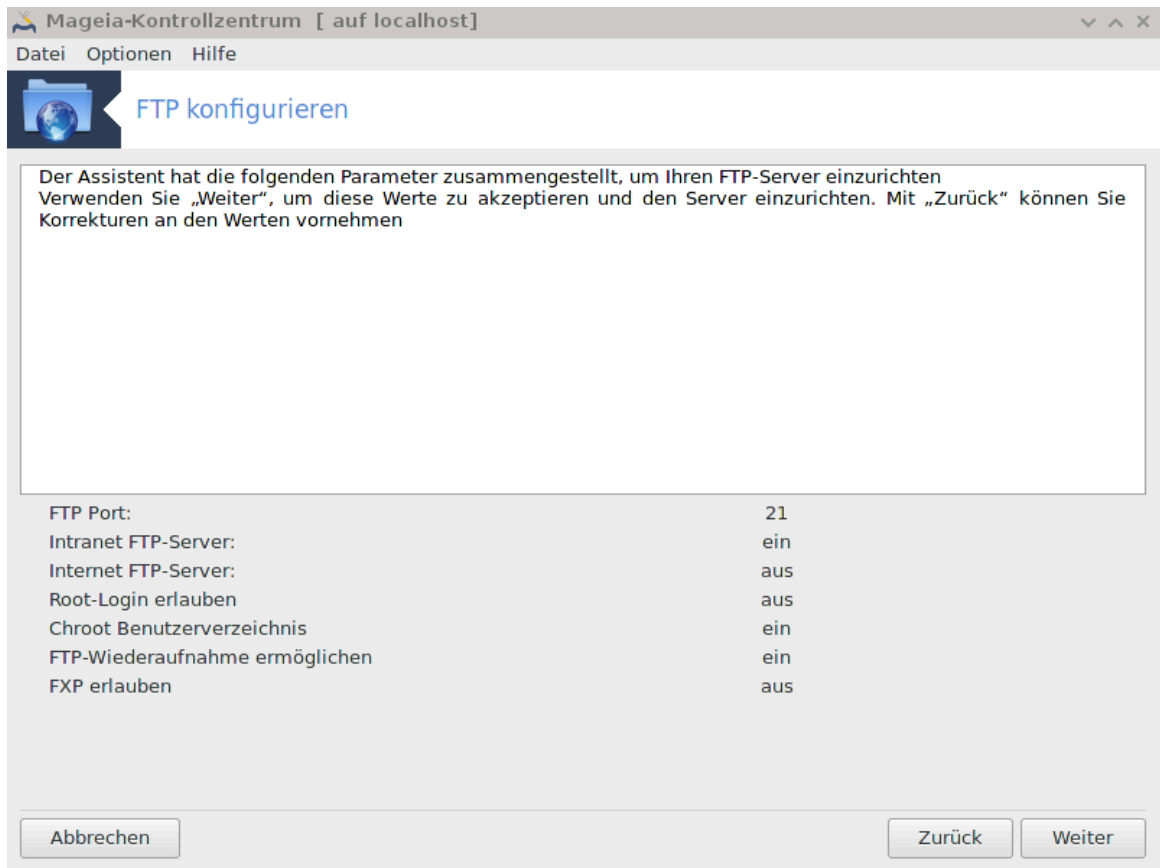 Mageia-Kontrollzentrum [ auf localhost]
Datei Optionen Hilfe
FTP konfigurieren
Der Assistent hat die folgenden Parameter zusammengestellt, um Ihren FTP-Server einzurichten
Verwenden Sie „Weiter“, um diese Werte zu akzeptieren und den Server einzurichten. Mit „Zurück“ können Sie
Korrekturen an den Werten vornehmen
FTP Port: 21
Intranet FTP-Server: ein
Internet FTP-Server: aus
Root-Login erlauben aus
Chroot Benutzerverzeichnis ein
FTP-Wiederaufnahme ermöglichen ein
FXP erlauben aus
Abbrechen Zurück Weiter